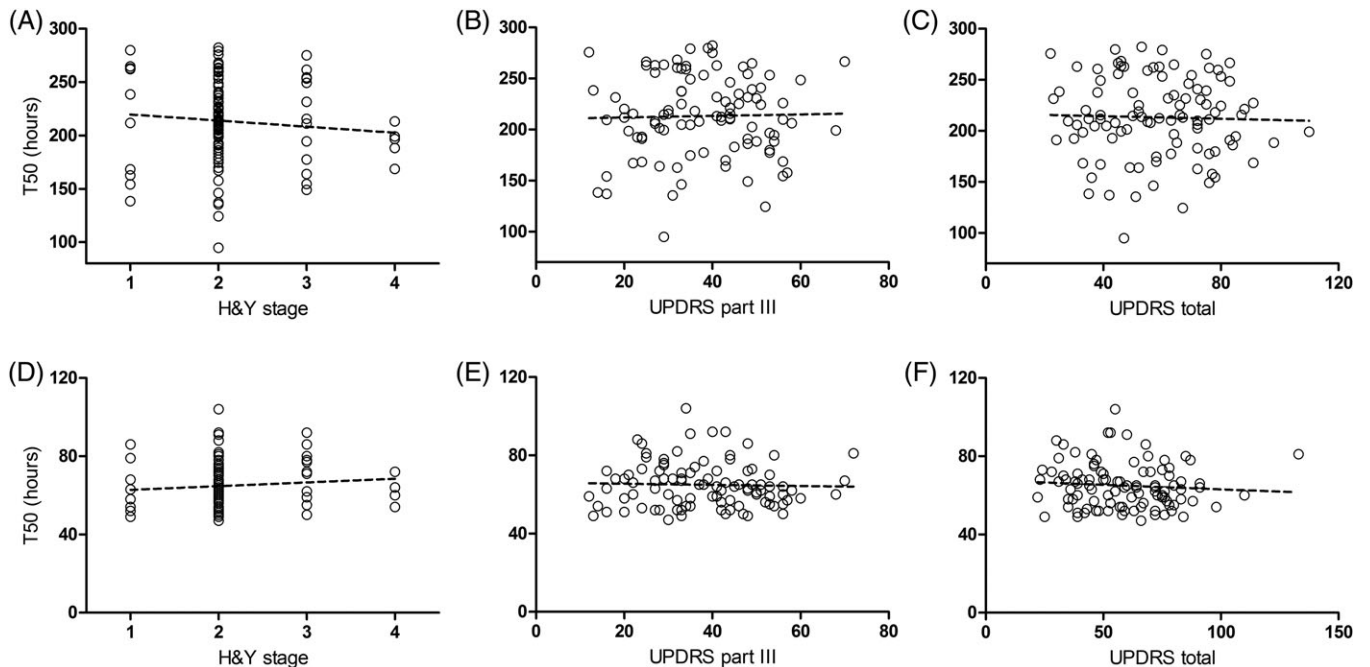 (A)
300
250
200
150
100
T50 (hours)
1 2 3 4
H&Y stage
(B)
300
250
200
150
100
0 20 40 60 80
UPDRS part III
(C)
300
250
200
150
100
0 40 80 120
UPDRS total
(D)
120
80
40
0
T50 (hours)
1 2 3 4
H&Y stage
(E)
120
80
40
0
0 20 40 60 80
UPDRS part III
(F)
120
80
40
0
0 50 100 150
UPDRS total